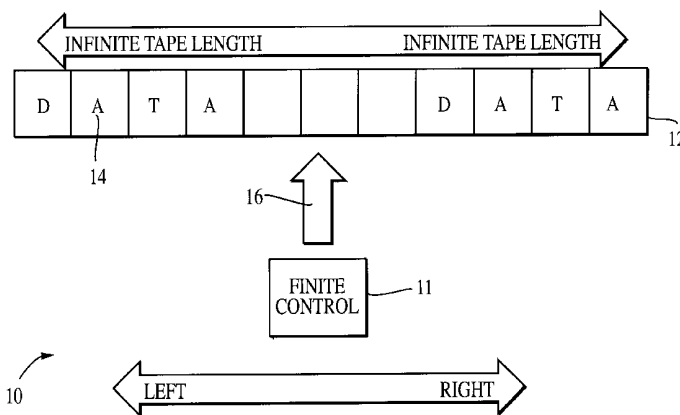 INFINITE TAPE LENGTH INFINITE TAPE LENGTH
D A T A D A T A
14
12
16
FINITE
CONTROL
11
10
LEFT RIGHT